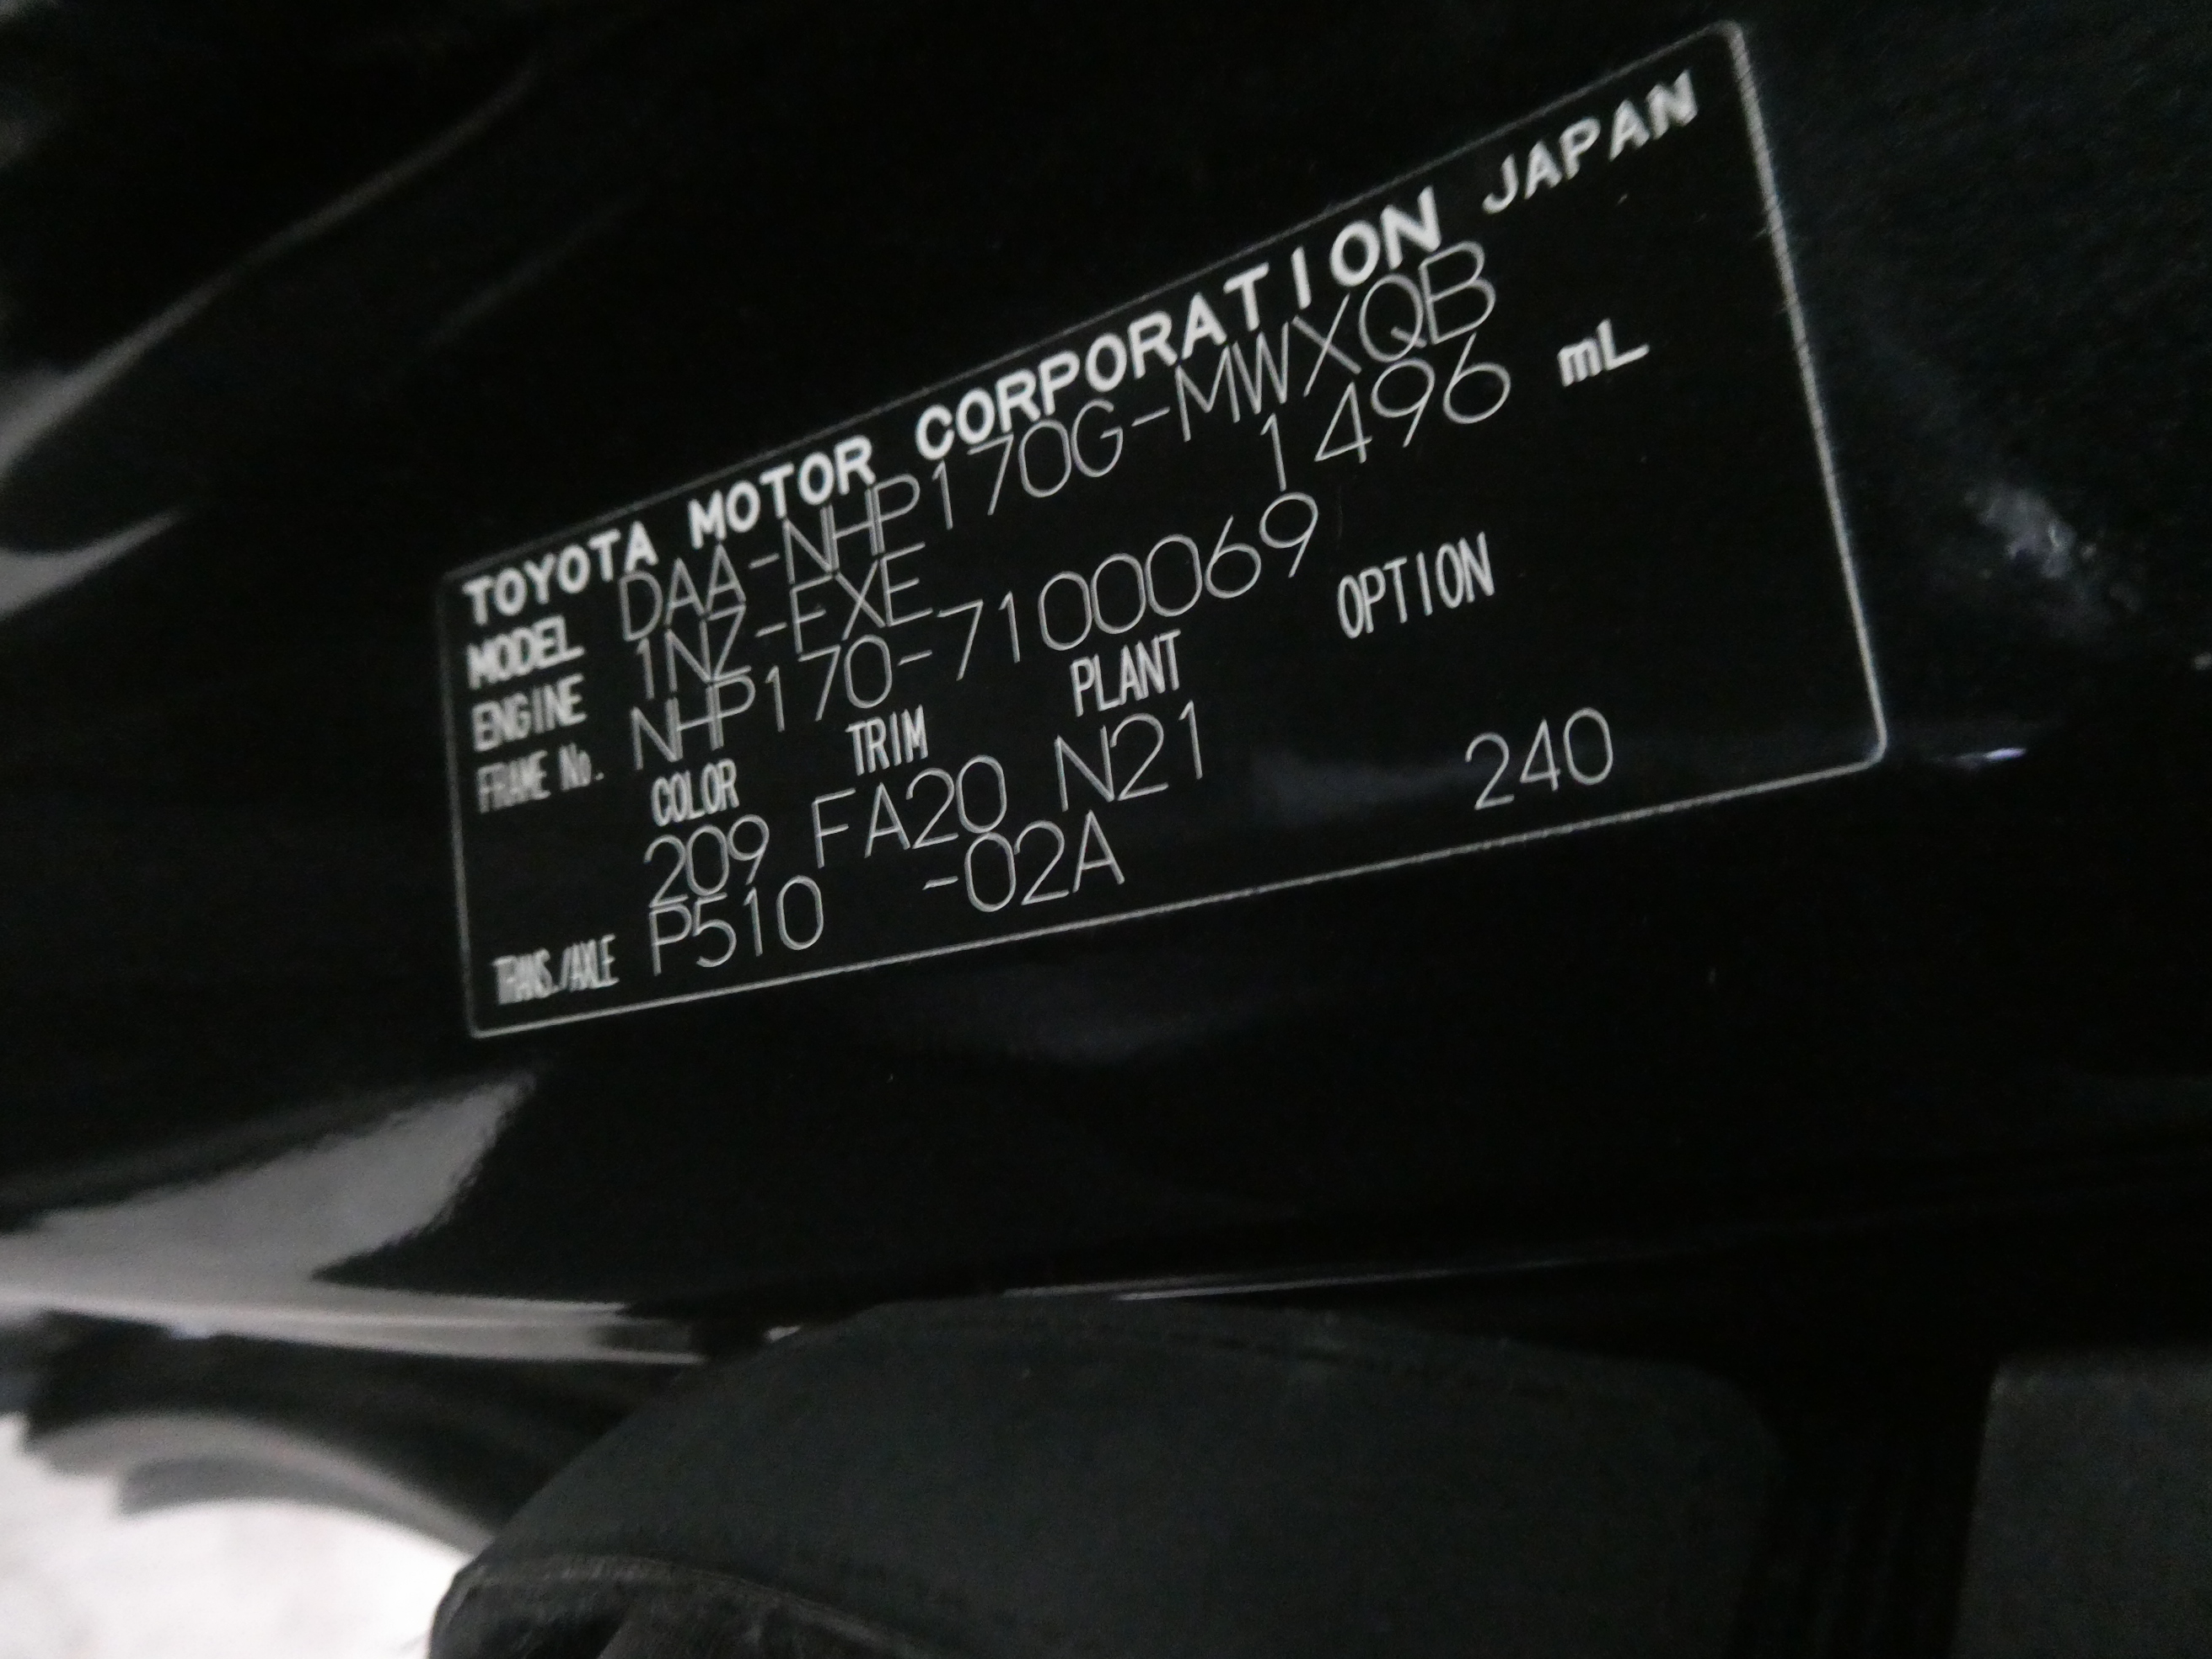 TOYOTA MOTOR CORPORATION JAPAN
MODEL DAA-NHP170G-MWXQB
ENGINE 1NZ-FXE 1496 mL
FRAME No. NHP170-7100069
COLOR TRIM PLANT OPTION
209 FA20 N21 240
TRANS./AXLE P510 -02A